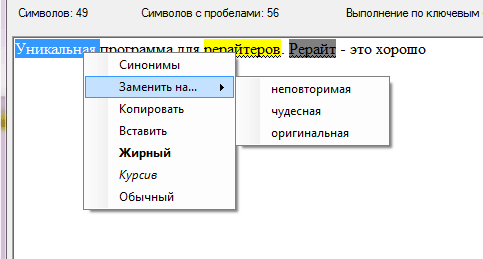 Символов: 49 Символов с пробелами: 56 Выполнение по ключевым
Уникальная программа для рерайтеров. Рерайт - это хорошо
Синонимы
Заменить на...
неповторимая
Копировать
чудесная
Вставить
оригинальная
Жирный
Курсив
Обычный